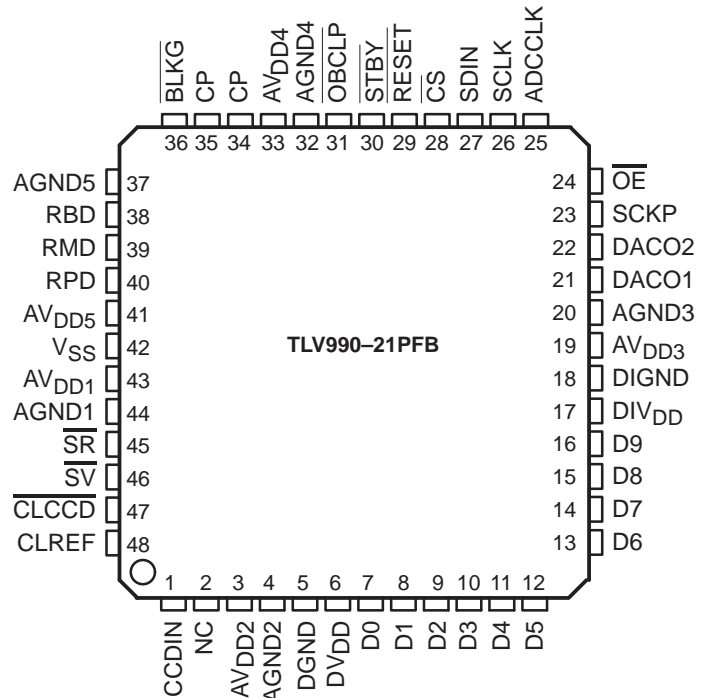 BLKG
CP
CP
AVDD4
AGND4
OBCLP
STBY
RESET
CS
SDIN
SCLK
ADCCLK
36 35 34 33 32 31 30 29 28 27 26 25
AGND5 37
RBD 38
RMD 39
RPD 40
AVDD5 41
VSS 42
AVDD1 43
AGND1 44
SR 45
SV 46
CLCCD 47
CLREF 48
TLV990–21PFB
24 OE
23 SCKP
22 DACO2
21 DACO1
20 AGND3
19 AVDD3
18 DIGND
17 DIVDD
16 D9
15 D8
14 D7
13 D6
1 2 3 4 5 6 7 8 9 10 11 12
CCDIN
NC
AVDD2
AGND2
DGND
DVDD
D0
D1
D2
D3
D4
D5